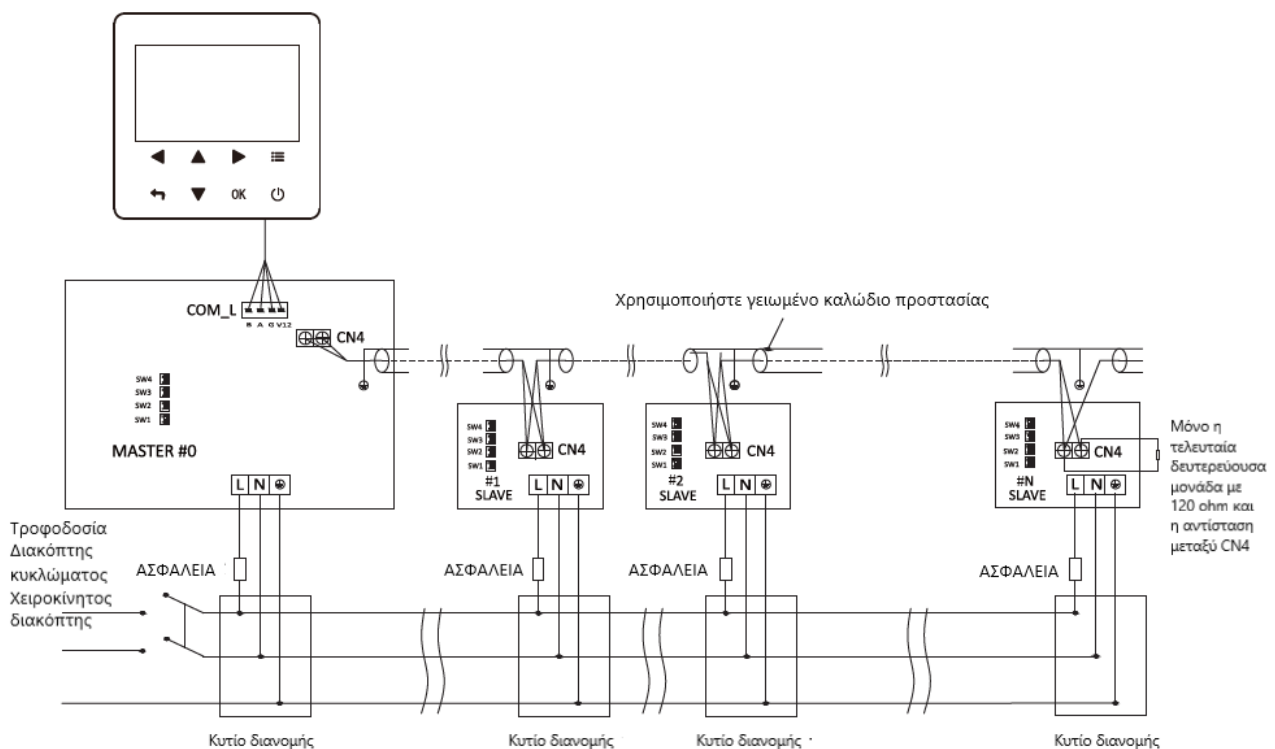 OK
COM_L
B A G V12
CN4
SW4
SW3
SW2
SW1
MASTER #0
L N
Χρησιμοποιήστε γειωμένο καλώδιο προστασίας
SW4
SW3
SW2
SW1
CN4
#1
SLAVE
L N
SW4
SW3
SW2
SW1
CN4
#2
SLAVE
L N
SW4
SW3
SW2
SW1
CN4
#N
SLAVE
L N
Μόνο η
τελευταία
δευτερεύουσα
μονάδα με
120 ohm και
η αντίσταση
μεταξύ CN4
Τροφοδοσία
Διακόπτης
κυκλώματος
Χειροκίνητος
διακόπτης
ΑΣΦΑΛΕΙΑ
ΑΣΦΑΛΕΙΑ
ΑΣΦΑΛΕΙΑ
ΑΣΦΑΛΕΙΑ
Κυτίο διανομής
Κυτίο διανομής
Κυτίο διανομής
Κυτίο διανομής